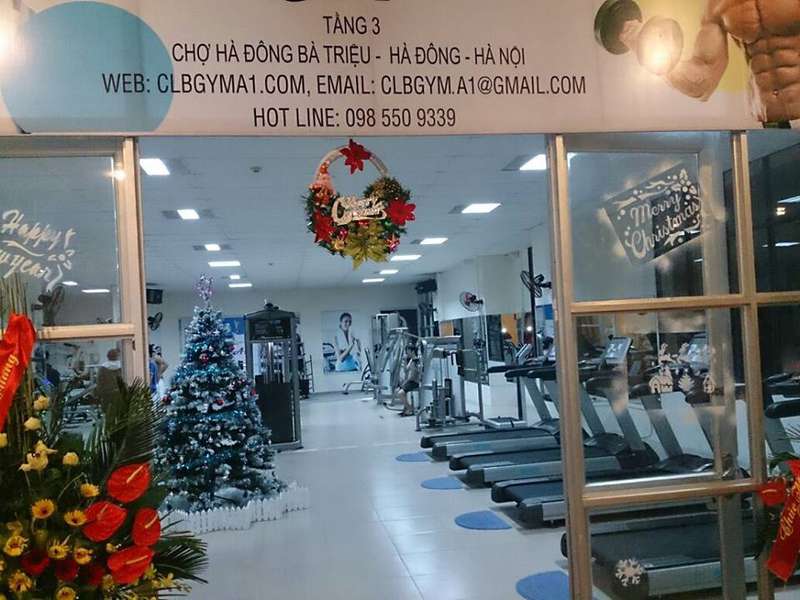 TẦNG 3
CHỢ HÀ ĐÔNG BÀ TRIỆU - HÀ ĐÔNG - HÀ NỘI
WEB: CLBGYMA1.COM, EMAIL: CLBGYM.A1@GMAIL.COM
HOT LINE: 098 550 9339
Merry
Christmas
Happy
year